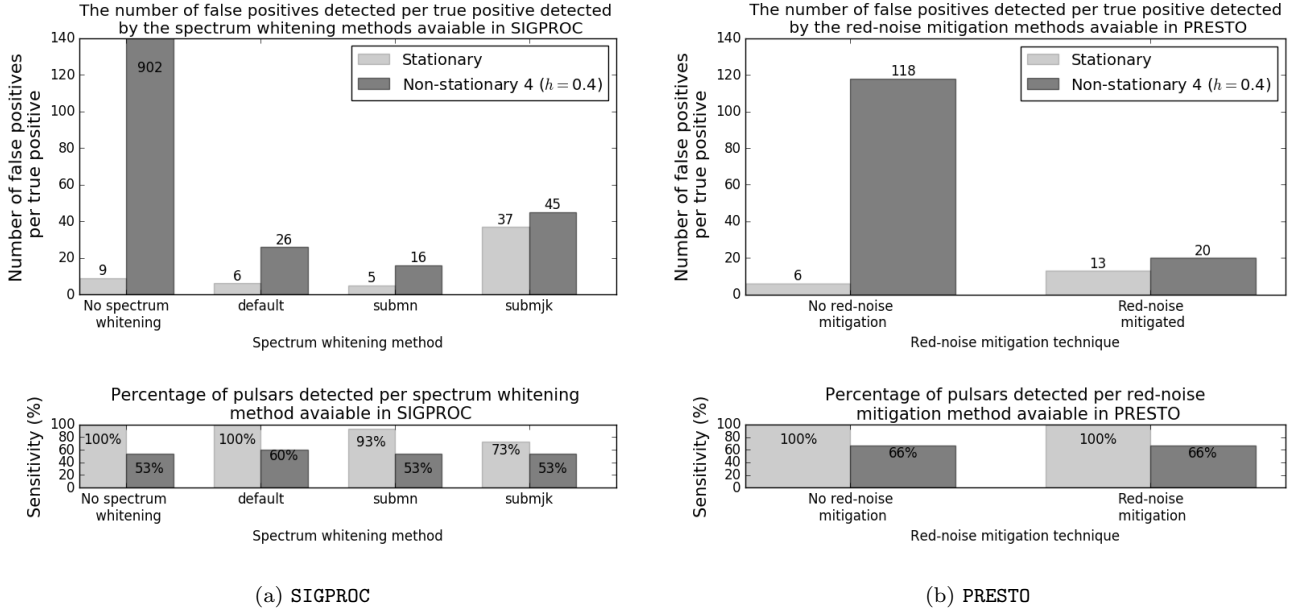 The number of false positives detected per true positive detected
by the spectrum whitening methods avaiable in SIGPROC
Number of false positives
per true positive
140
120
100
80
60
40
20
0
Stationary
Non-stationary 4 (h = 0.4)
9
902
6
26
5
16
37
45
No spectrum
whitening
default
submn
submjk
Spectrum whitening method
Percentage of pulsars detected per spectrum whitening
method avaiable in SIGPROC
Sensitivity (%)
100
80
60
40
20
0
100%
53%
100%
60%
93%
53%
73%
53%
No spectrum
whitening
default
submn
submjk
Spectrum whitening method
(a) SIGPROC
The number of false positives detected per true positive detected
by the red-noise mitigation methods avaiable in PRESTO
Number of false positives
per true positive
140
120
100
80
60
40
20
0
Stationary
Non-stationary 4 (h = 0.4)
6
118
13
20
No red-noise
mitigation
Red-noise
mitigated
Red-noise mitigation technique
Percentage of pulsars detected per red-noise
mitigation method avaiable in PRESTO
Sensitivity (%)
100
80
60
40
20
0
100%
66%
100%
66%
No red-noise
mitigation
Red-noise
mitigation
Red-noise mitigation technique
(b) PRESTO